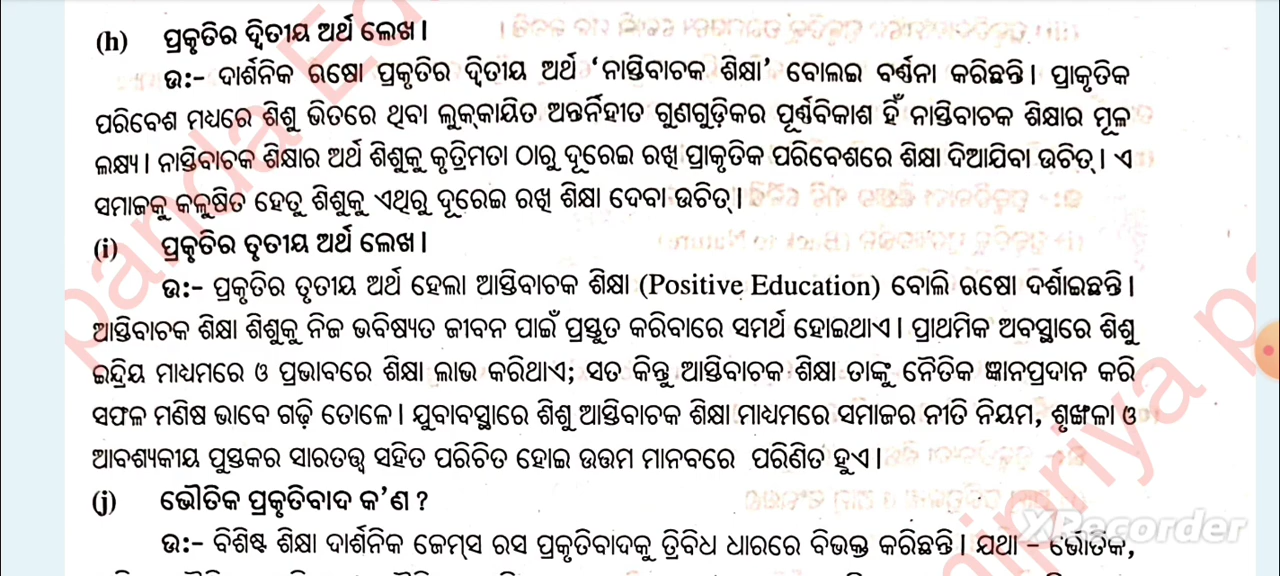 (h) ପ୍ରକୃତିର ଦ୍ୱିତୀୟ ଅର୍ଥ ଲେଖ।
ଉ:- ଦାର୍ଶନିକ ଋଷୋ ପ୍ରକୃତିର ଦ୍ୱିତୀୟ ଅର୍ଥ ‘ନାସ୍ତିବାଚକ ଶିକ୍ଷା’ ବୋଲଇ ବର୍ଣ୍ଣନା କରିଛନ୍ତି। ପ୍ରାକୃତିକ
ପରିବେଶ ମଧ୍ୟରେ ଶିଶୁ ଭିତରେ ଥିବା ଲୁକ୍କାୟିତ ଅନ୍ତର୍ନିହୀତ ଗୁଣଗୁଡ଼ିକର ପୂର୍ଣ୍ଣବିକାଶ ହିଁ ନାସ୍ତିବାଚକ ଶିକ୍ଷାର ମୂଳ
ଲକ୍ଷ୍ୟ। ନାସ୍ତିବାଚକ ଶିକ୍ଷାର ଅର୍ଥ ଶିଶୁକୁ କୃତ୍ରିମତା ଠାରୁ ଦୂରେଇ ରଖି ପ୍ରାକୃତିକ ପରିବେଶରେ ଶିକ୍ଷା ଦିଆଯିବା ଉଚିତ୍। ଏ
ସମାଜକୁ କଳୁଷିତ ହେତୁ ଶିଶୁକୁ ଏଥିରୁ ଦୂରେଇ ରଖି ଶିକ୍ଷା ଦେବା ଉଚିତ୍।
(i) ପ୍ରକୃତିର ତୃତୀୟ ଅର୍ଥ ଲେଖ।
ଉ:- ପ୍ରକୃତିର ତୃତୀୟ ଅର୍ଥ ହେଲା ଆସ୍ତିବାଚକ ଶିକ୍ଷା (Positive Education) ବୋଲି ଋଷୋ ଦର୍ଶାଇଛନ୍ତି।
ଆସ୍ତିବାଚକ ଶିକ୍ଷା ଶିଶୁକୁ ନିଜ ଭବିଷ୍ୟତ ଜୀବନ ପାଇଁ ପ୍ରସ୍ତୁତ କରିବାରେ ସମର୍ଥ ହୋଇଥାଏ। ପ୍ରାଥମିକ ଅବସ୍ଥାରେ ଶିଶୁ
ଇନ୍ଦ୍ରିୟ ମାଧ୍ୟମରେ ଓ ପ୍ରଭାବରେ ଶିକ୍ଷା ଲାଭ କରିଥାଏ; ସତ କିନ୍ତୁ ଆସ୍ତିବାଚକ ଶିକ୍ଷା ତାଙ୍କୁ ନୈତିକ ଜ୍ଞାନପ୍ରଦାନ କରି
ସଫଳ ମଣିଷ ଭାବେ ଗଢ଼ି ତୋଳେ। ଯୁବାବସ୍ଥାରେ ଶିଶୁ ଆସ୍ତିବାଚକ ଶିକ୍ଷା ମାଧ୍ୟମରେ ସମାଜର ନୀତି ନିୟମ, ଶୃଙ୍ଖଳା ଓ
ଆବଶ୍ୟକୀୟ ପୁସ୍ତକର ସାରତତ୍ତ୍ୱ ସହିତ ପରିଚିତ ହୋଇ ଉତ୍ତମ ମାନବରେ ପରିଣିତ ହୁଏ।
(j) ଭୌତିକ ପ୍ରକୃତିବାଦ କ’ଣ ?
ଉ:- ବିଶିଷ୍ଟ ଶିକ୍ଷା ଦାର୍ଶନିକ ଜେମ୍ସ ରସ ପ୍ରକୃତିବାଦକୁ ତ୍ରିବିଧ ଧାରରେ ବିଭକ୍ତ କରିଛନ୍ତି। ଯଥା – ଭୌତିକ,
XRecorder